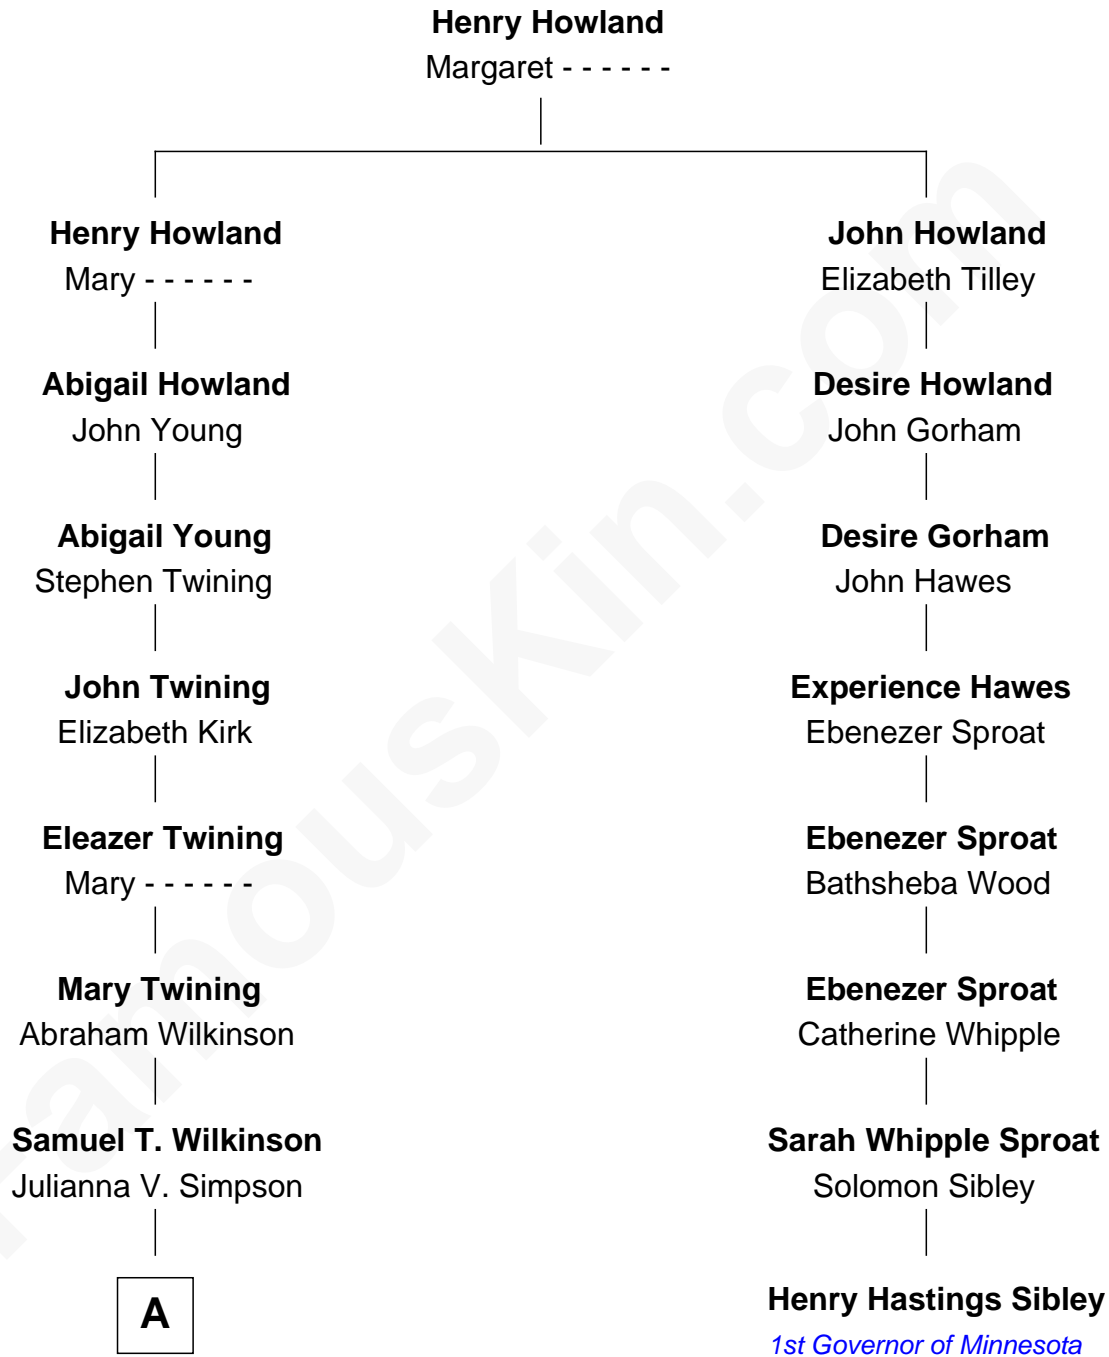 Henry Howland
Margaret - - - - - -
Henry Howland
Mary - - - - - -
Abigail Howland
John Young
Abigail Young
Stephen Twining
John Twining
Elizabeth Kirk
Eleazer Twining
Mary - - - - - -
Mary Twining
Abraham Wilkinson
Samuel T. Wilkinson
Julianna V. Simpson
A
John Howland
Elizabeth Tilley
Desire Howland
John Gorham
Desire Gorham
John Hawes
Experience Hawes
Ebenezer Sproat
Ebenezer Sproat
Bathsheba Wood
Ebenezer Sproat
Catherine Whipple
Sarah Whipple Sproat
Solomon Sibley
Henry Hastings Sibley
1st Governor of Minnesota
FamousKin.com